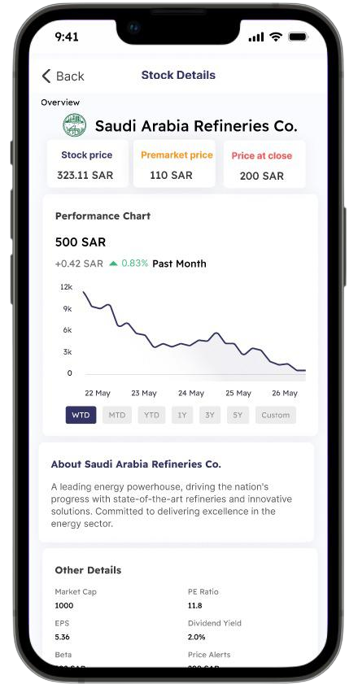 9:41
Back
Stock Details
Overview
Saudi Arabia Refineries Co.
Stock price
323.11 SAR
Premarket price
110 SAR
Price at close
200 SAR
Performance Chart
500 SAR
+0.42 SAR 0.83% Past Month
12k
9k
6k
3k
0
22 May 23 May 24 May 25 May 26 May
WTD MTD YTD 1Y 3Y 5Y Custom
About Saudi Arabia Refineries Co.
A leading energy powerhouse, driving the nation's
progress with state-of-the-art refineries and innovative
solutions. Committed to delivering excellence in the
energy sector.
Other Details
Market Cap PE Ratio
1000 11.8
EPS Dividend Yield
5.36 2.0%
Beta Price Alerts